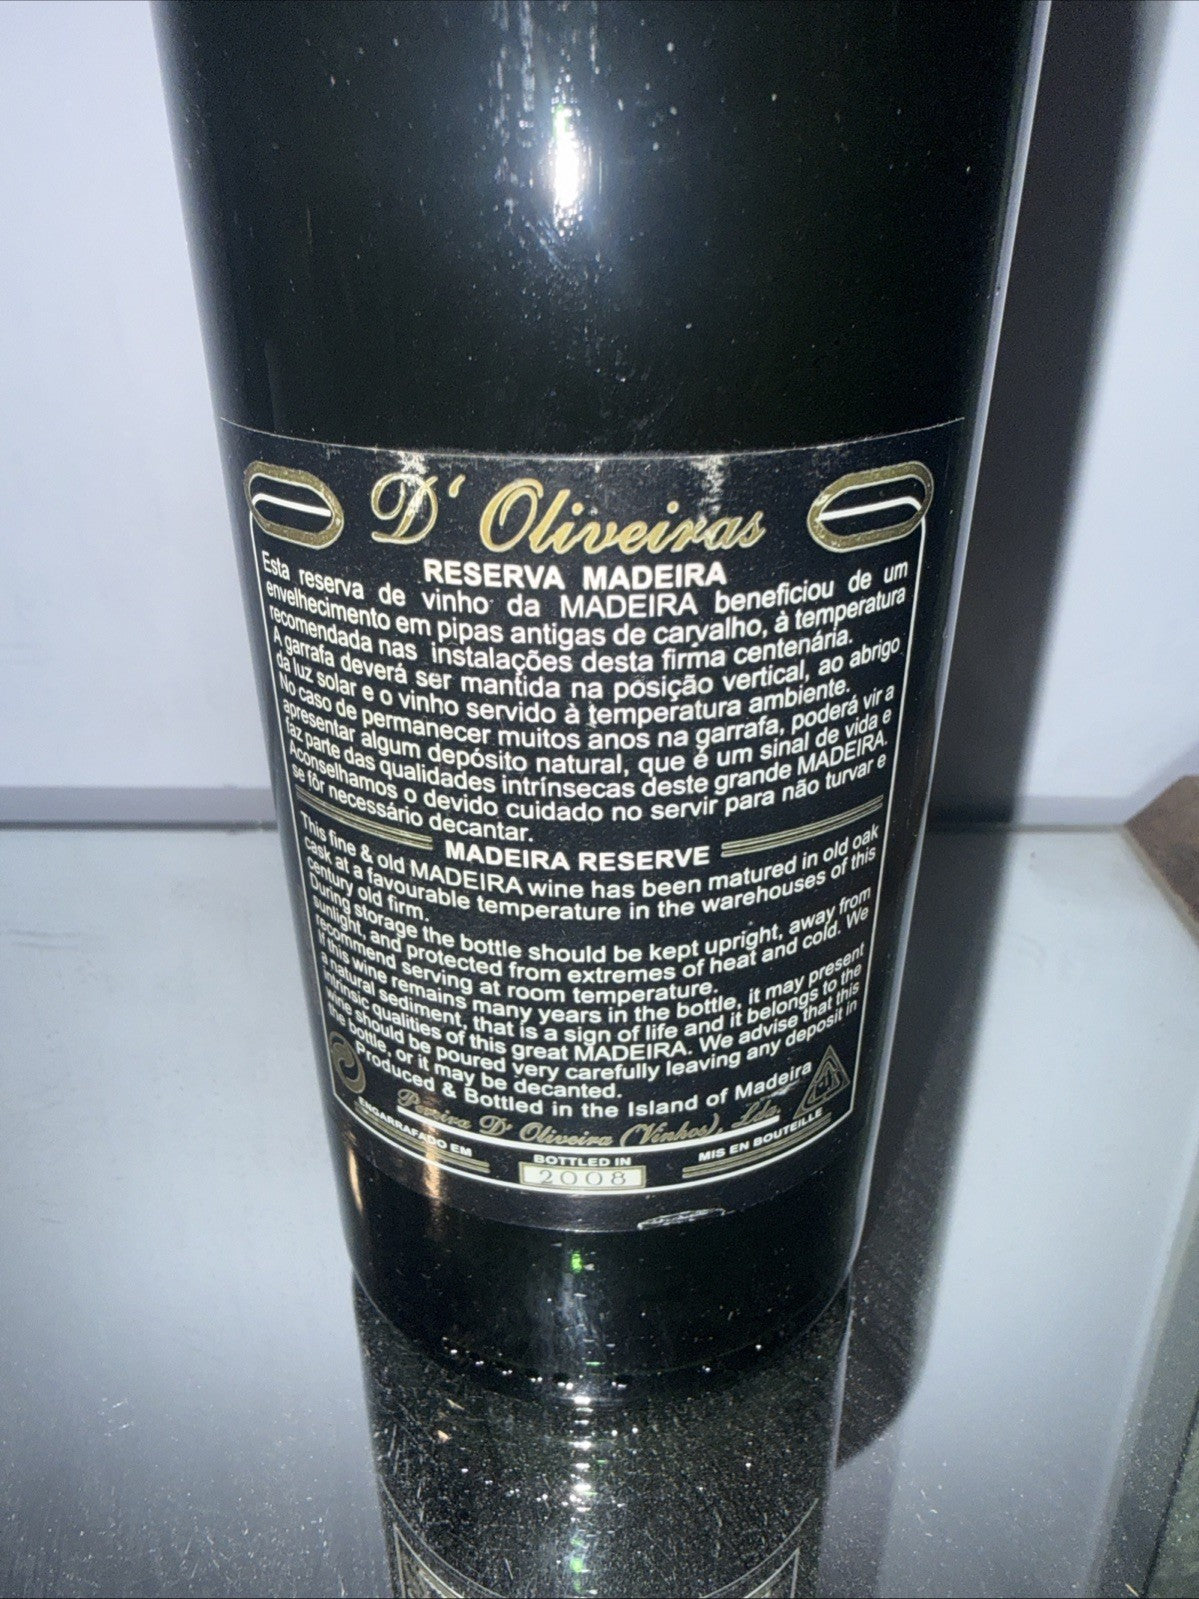 D' Oliveiras
RESERVA MADEIRA
Esta reserva de vinho da MADEIRA beneficiou de um
envelhecimento em pipas antigas de carvalho, à temperatura
recomendada nas instalações desta firma centenária.
A garrafa deverá ser mantida na posição vertical, ao abrigo
da luz solar e o vinho servido à temperatura ambiente.
No caso de permanecer muitos anos na garrafa, poderá vir a
apresentar algum depósito natural, que é um sinal de vida e
faz parte das qualidades intrínsecas deste grande MADEIRA.
Aconselhamos o devido cuidado no servir para não turvar e
se fôr necessário decantar.
MADEIRA RESERVE
This fine & old MADEIRA wine has been matured in old oak
cask at a favourable temperature in the warehouses of this
century old firm.
During storage the bottle should be kept upright, away from
sunlight, and protected from extremes of heat and cold. We
recommend serving at room temperature.
If this wine remains many years in the bottle, it may present
a natural sediment, that is a sign of life and it belongs to the
intrinsic qualities of this great MADEIRA. We advise that this
wine should be poured very carefully leaving any deposit in
the bottle, or it may be decanted.
Produced & Bottled in the Island of Madeira
Pereira D' Oliveira (Vinhos), Lda.
ENGARRAFADO EM
BOTTLED IN
MIS EN BOUTEILLE
2008